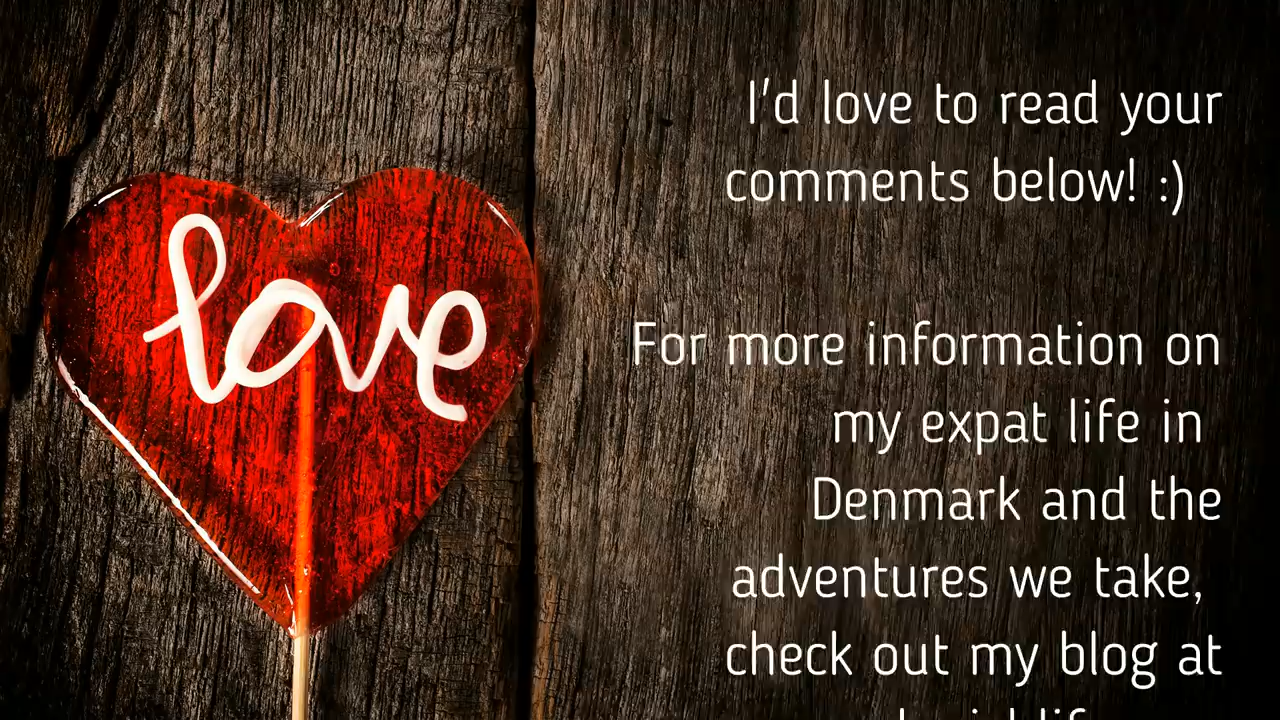 love
I'd love to read your
comments below! :)
For more information on
my expat life in
Denmark and the
adventures we take,
check out my blog at